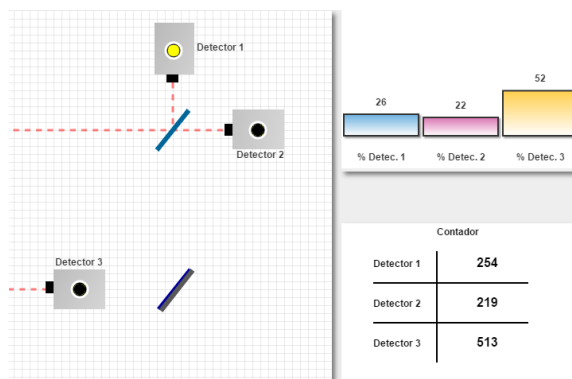 Detector 1
Detector 2
Detector 3
26
22
52
% Detec. 1
% Detec. 2
% Detec. 3
Contador
Detector 1 254
Detector 2 219
Detector 3 513